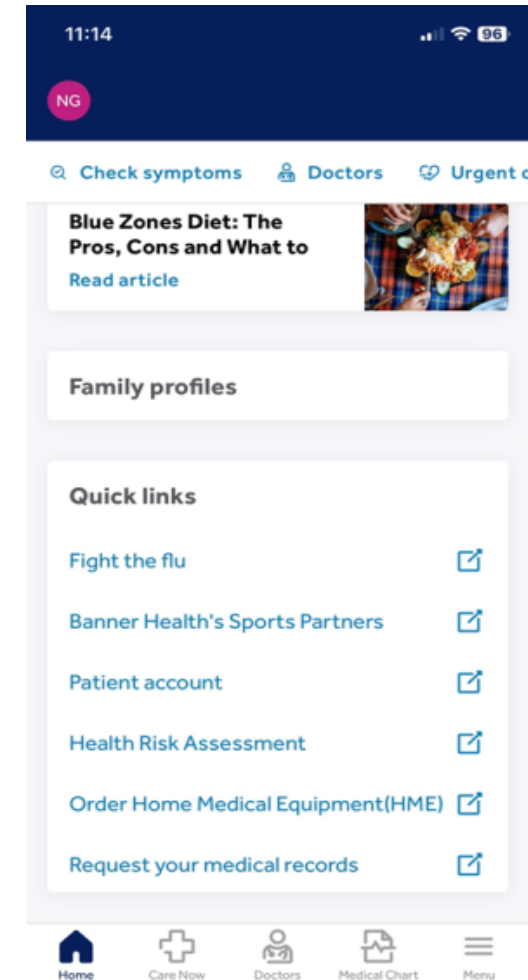 11:14
96
NG
Check symptoms
Doctors
Urgent
Blue Zones Diet: The
Pros, Cons and What to
Read article
Family profiles
Quick links
Fight the flu
Banner Health's Sports Partners
Patient account
Health Risk Assessment
Order Home Medical Equipment(HME)
Request your medical records
Home
Care Now
Doctors
Medical Chart
Menu